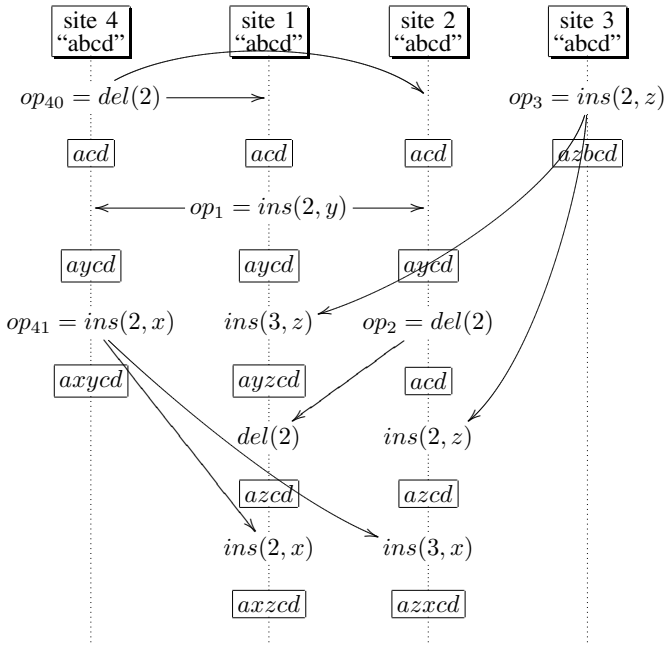 site 4 site 1 site 2 site 3
“abcd” “abcd” “abcd” “abcd”
op₄₀ = del(2) op₃ = ins(2, z)
acd acd acd azbcd
op₁ = ins(2, y)
aycd aycd aycd
op₄₁ = ins(2, x) ins(3, z) op₂ = del(2)
axycd ayzcd acd
del(2) ins(2, z)
azcd azcd
ins(2, x) ins(3, x)
axzcd azxcd